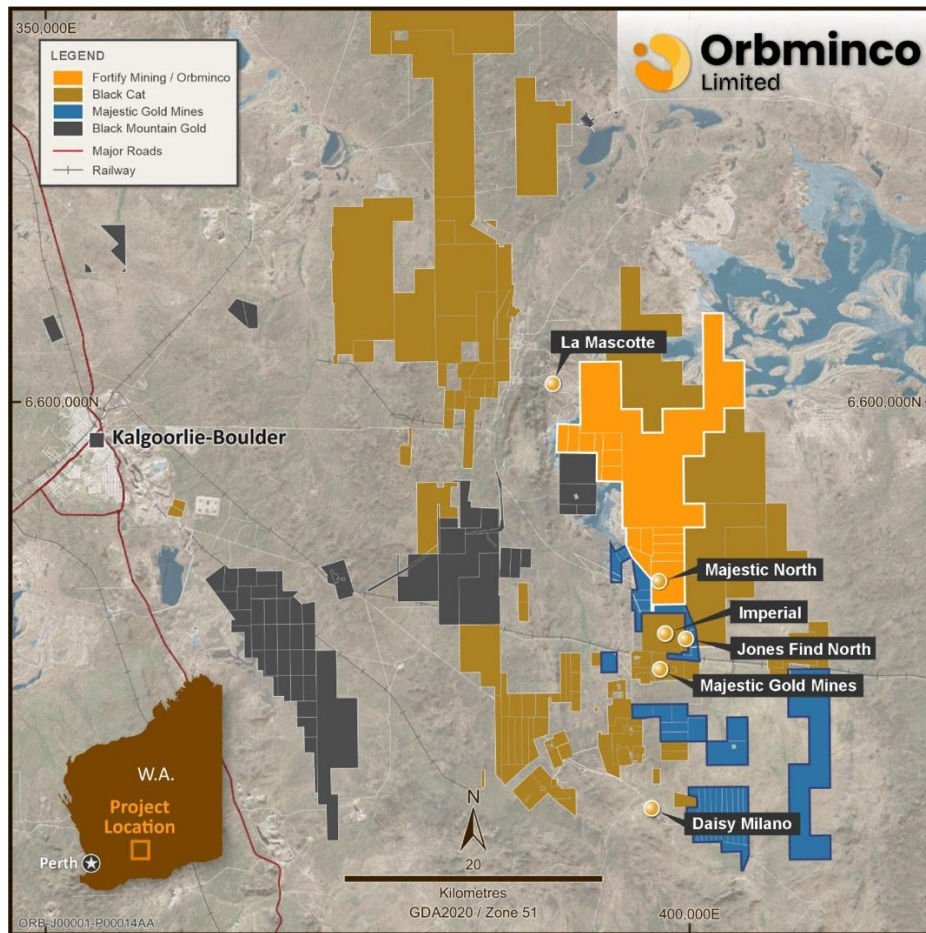 350,000E
Orbminco
Limited
LEGEND
Fortify Mining / Orbminco
Black Cat
Majestic Gold Mines
Black Mountain Gold
Major Roads
Railway
La Mascotte
6,600,000N
6,600,000N
Kalgoorlie-Boulder
Majestic North
Imperial
Jones Find North
Majestic Gold Mines
W.A.
Project
Location
Perth
N
Daisy Milano
20
Kilometres
GDA2020 / Zone 51
400,000E
ORB-J00001-P00014AA